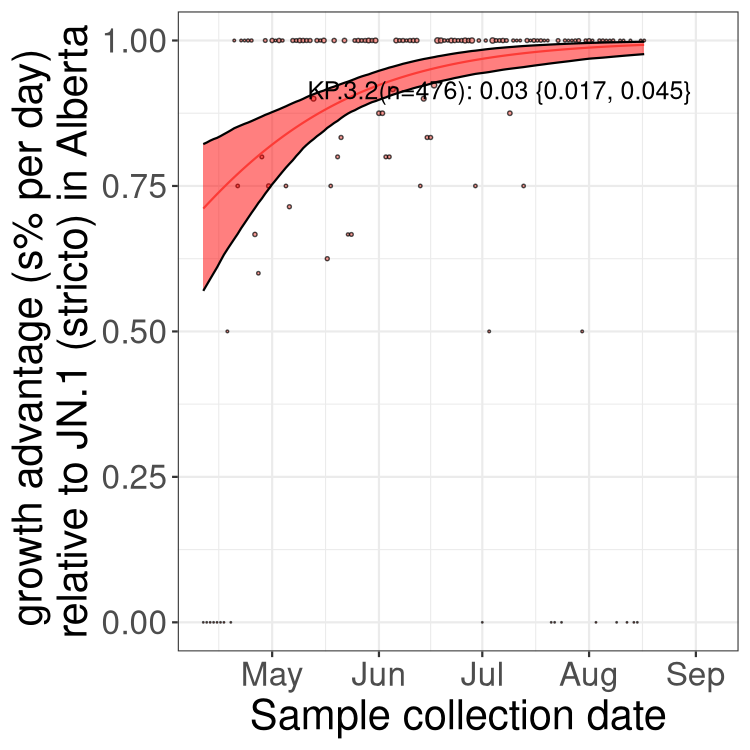 growth advantage (s% per day)
relative to JN.1 (stricto) in Alberta
1.00
0.75
0.50
0.25
0.00
KP.3.2(n=476): 0.03 {0.017, 0.045}
May Jun Jul Aug Sep
Sample collection date